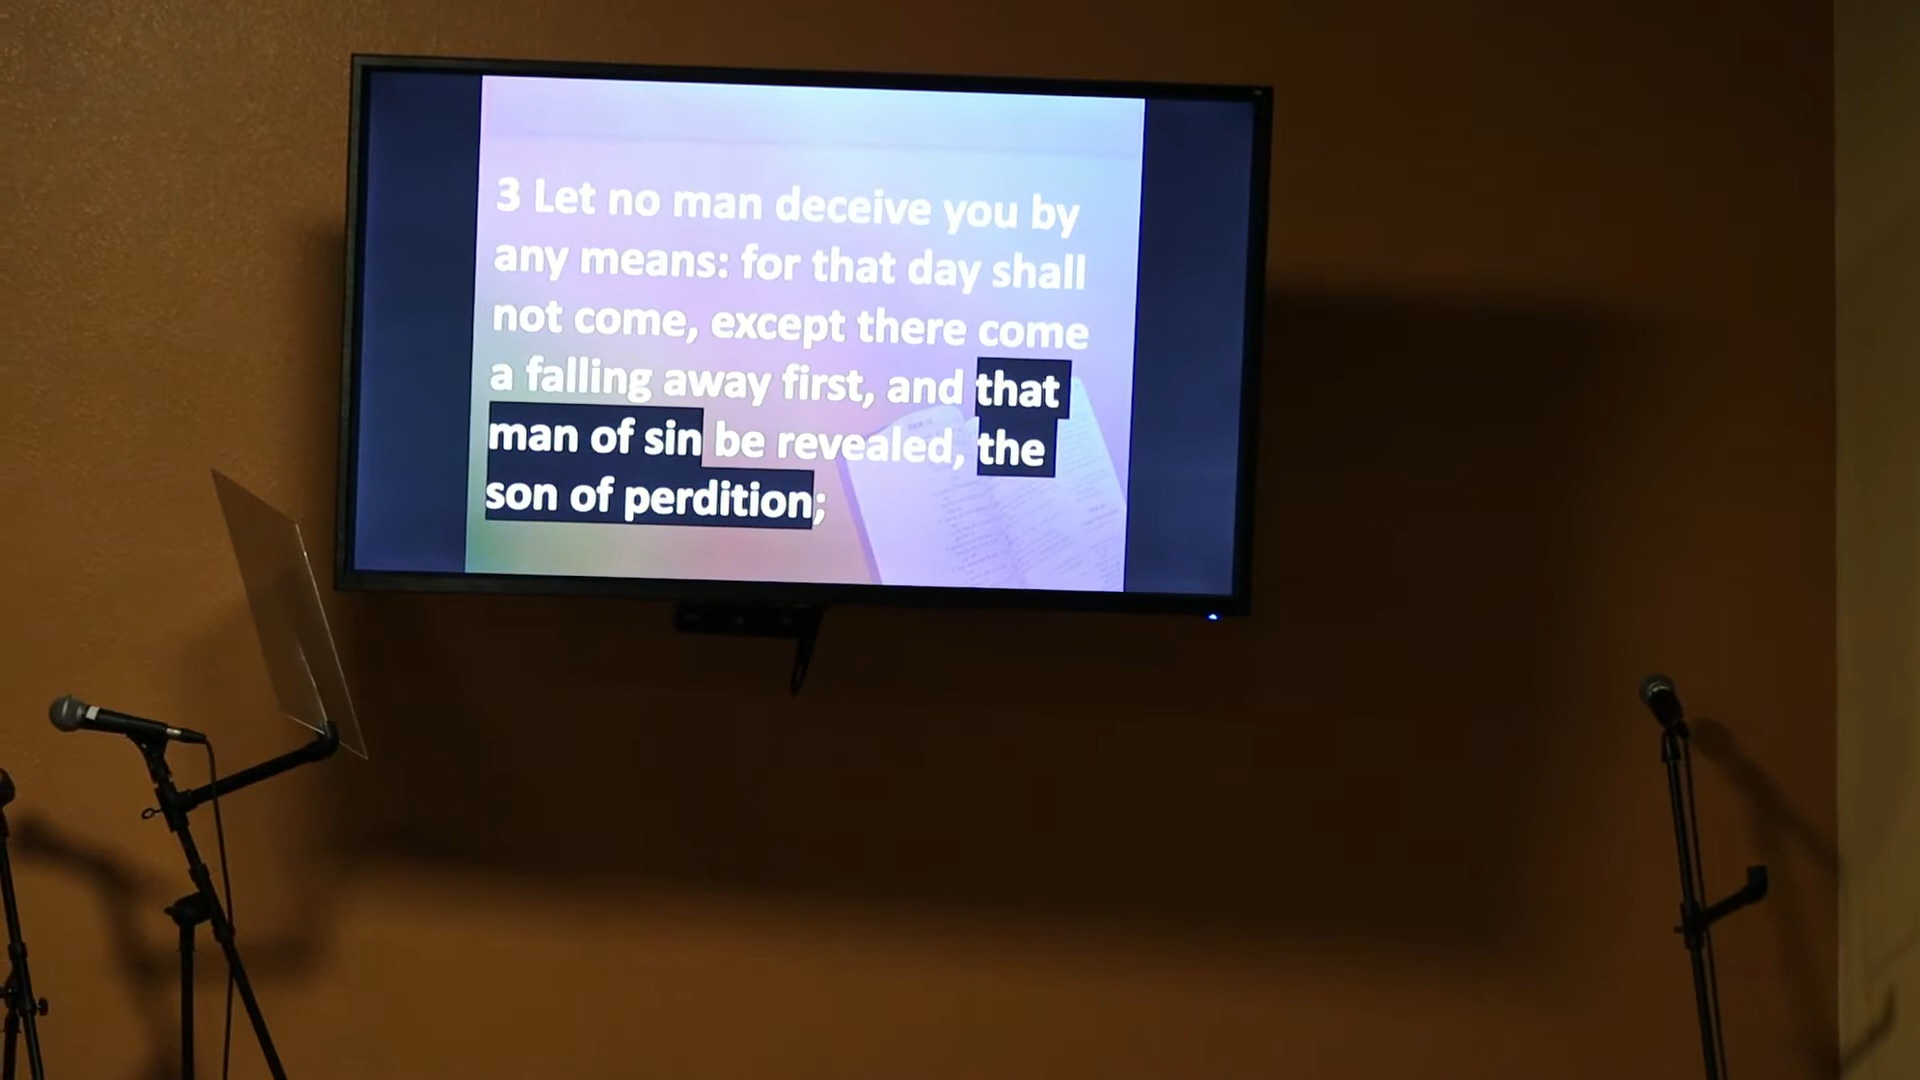 3 Let no man deceive you by
any means: for that day shall
not come, except there come
a falling away first, and that
man of sin be revealed, the
son of perdition;